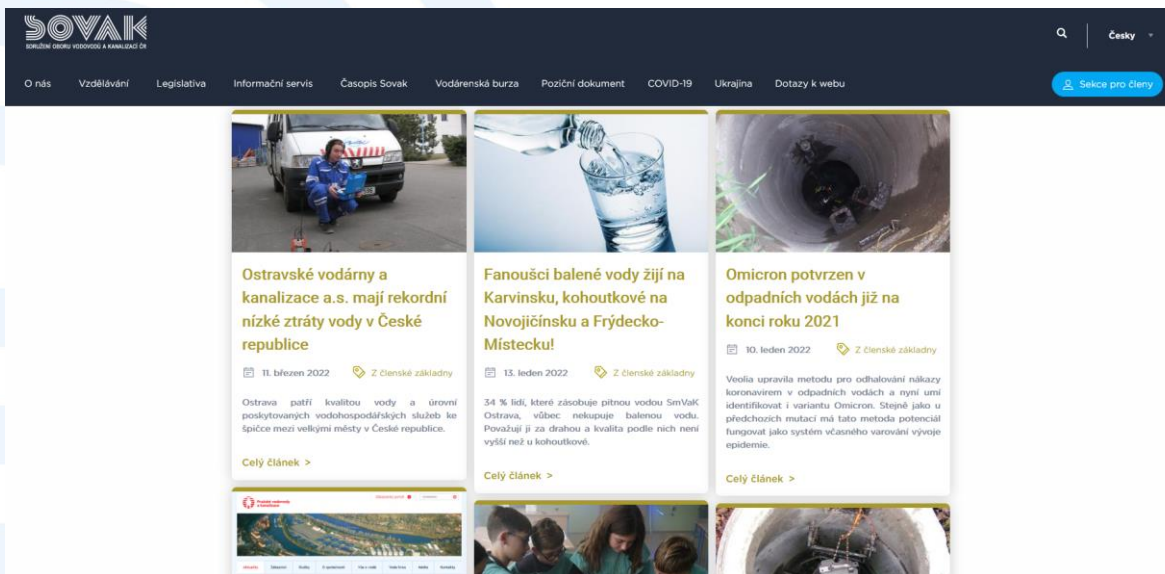 SOVAK
SDRUŽENÍ OBORU VODOVODŮ A KANALIZACÍ ČR
Česky
O nás
Vzdělávání
Legislativa
Informační servis
Časopis Sovak
Vodárenská burza
Poziční dokument
COVID-19
Ukrajina
Dotazy k webu
Sekce pro členy
Ostravské vodárny a
kanalizace a.s. mají rekordní
nízké ztráty vody v České
republice
11. březen 2022
Z členské základny
Ostrava patří kvalitou vody a úrovní
poskytovaných vodohospodářských služeb ke
špičce mezi velkými městy v České republice.
Celý článek >
Fanoušci balené vody žijí na
Karvinsku, kohoutkové na
Novojičínsku a Frýdecko-
Místecku!
13. leden 2022
Z členské základny
34 % lidí, které zásobuje pitnou vodou SmVaK
Ostrava, vůbec nekupuje balenou vodu.
Považují ji za drahou a kvalita podle nich není
vyšší než u kohoutkové.
Celý článek >
Omicron potvrzen v
odpadních vodách již na
konci roku 2021
10. leden 2022
Z členské základny
Veolia upravila metodu pro odhalování nákazy
koronavirem v odpadních vodách a nyní umí
identifikovat i variantu Omicron. Stejně jako u
předchozích mutací má tato metoda potenciál
fungovat jako systém včasného varování vývoje
epidemie.
Celý článek >
Pražské vodovody
a kanalizace